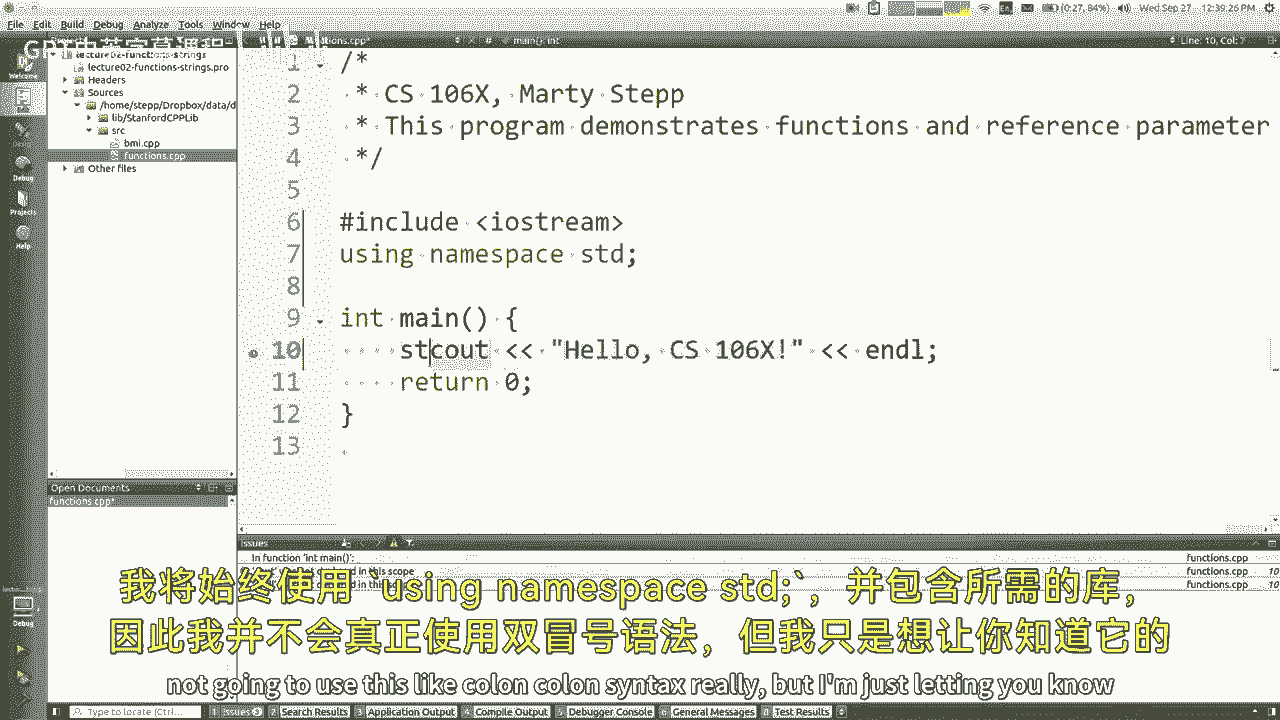 File Edit Build Debug Analyze Tools Window Help
(0:27, 84%) Wed Sep 27 12:39:26 PM
GPT中英字幕课程
main(): int
Line: 10, Col: 7
Welcome
Debug
Projects
Help
Debug
lecture02-functions-strings
lecture02-functions-strings.pro
Headers
Sources
/home/stepp/Dropbox/data/d
lib/StanfordCPPLib
src
bmi.cpp
functions.cpp
Other files
Open Documents
functions.cpp*
1 /*
2 * CS 106X, Marty Stepp
3 * This program demonstrates functions and reference parameter
4 */
5
6 #include <iostream>
7 using namespace std;
8
9 int main() {
10 stcout << "Hello, CS 106X!" << endl;
11 return 0;
12 }
13
Issues
In function 'int main()': functions.cpp
in this scope functions.cpp 10
in this functions.cpp 10
我将始终使用 `using namespace std;`，并包含所需的库，
因此我并不会真正使用双冒号语法，但我只是想让你知道它的
not going to use this like colon colon syntax really, but I'm just letting you know
Type to locate (Ctrl... 1 Issues 2 Search Results 3 Application Output 4 Compile Output 5 Debugger Console 6 General Messages 8 Test Results